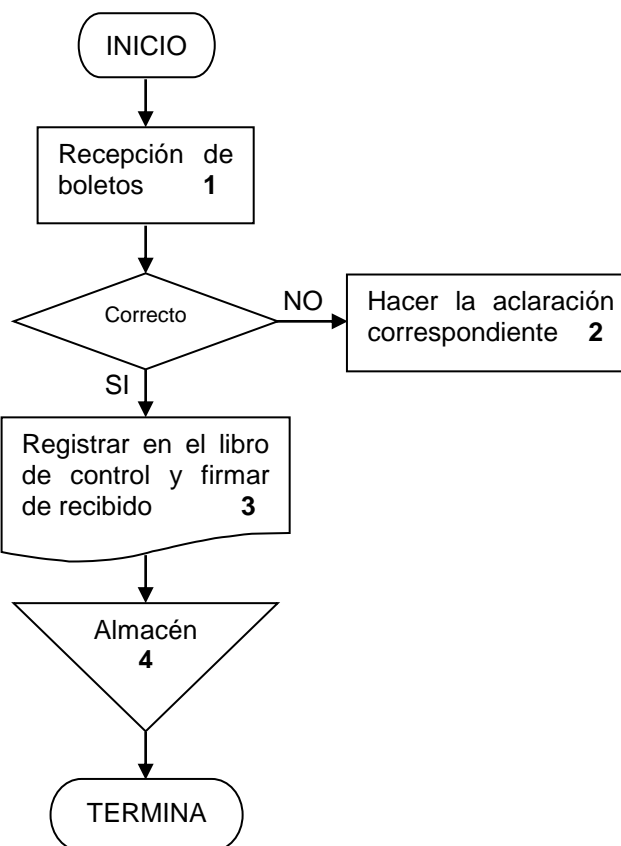 INICIO
Recepción de
boletos 1
Correcto
NO
Hacer la aclaración
correspondiente 2
SI
Registrar en el libro
de control y firmar
de recibido 3
Almacén
4
TERMINA